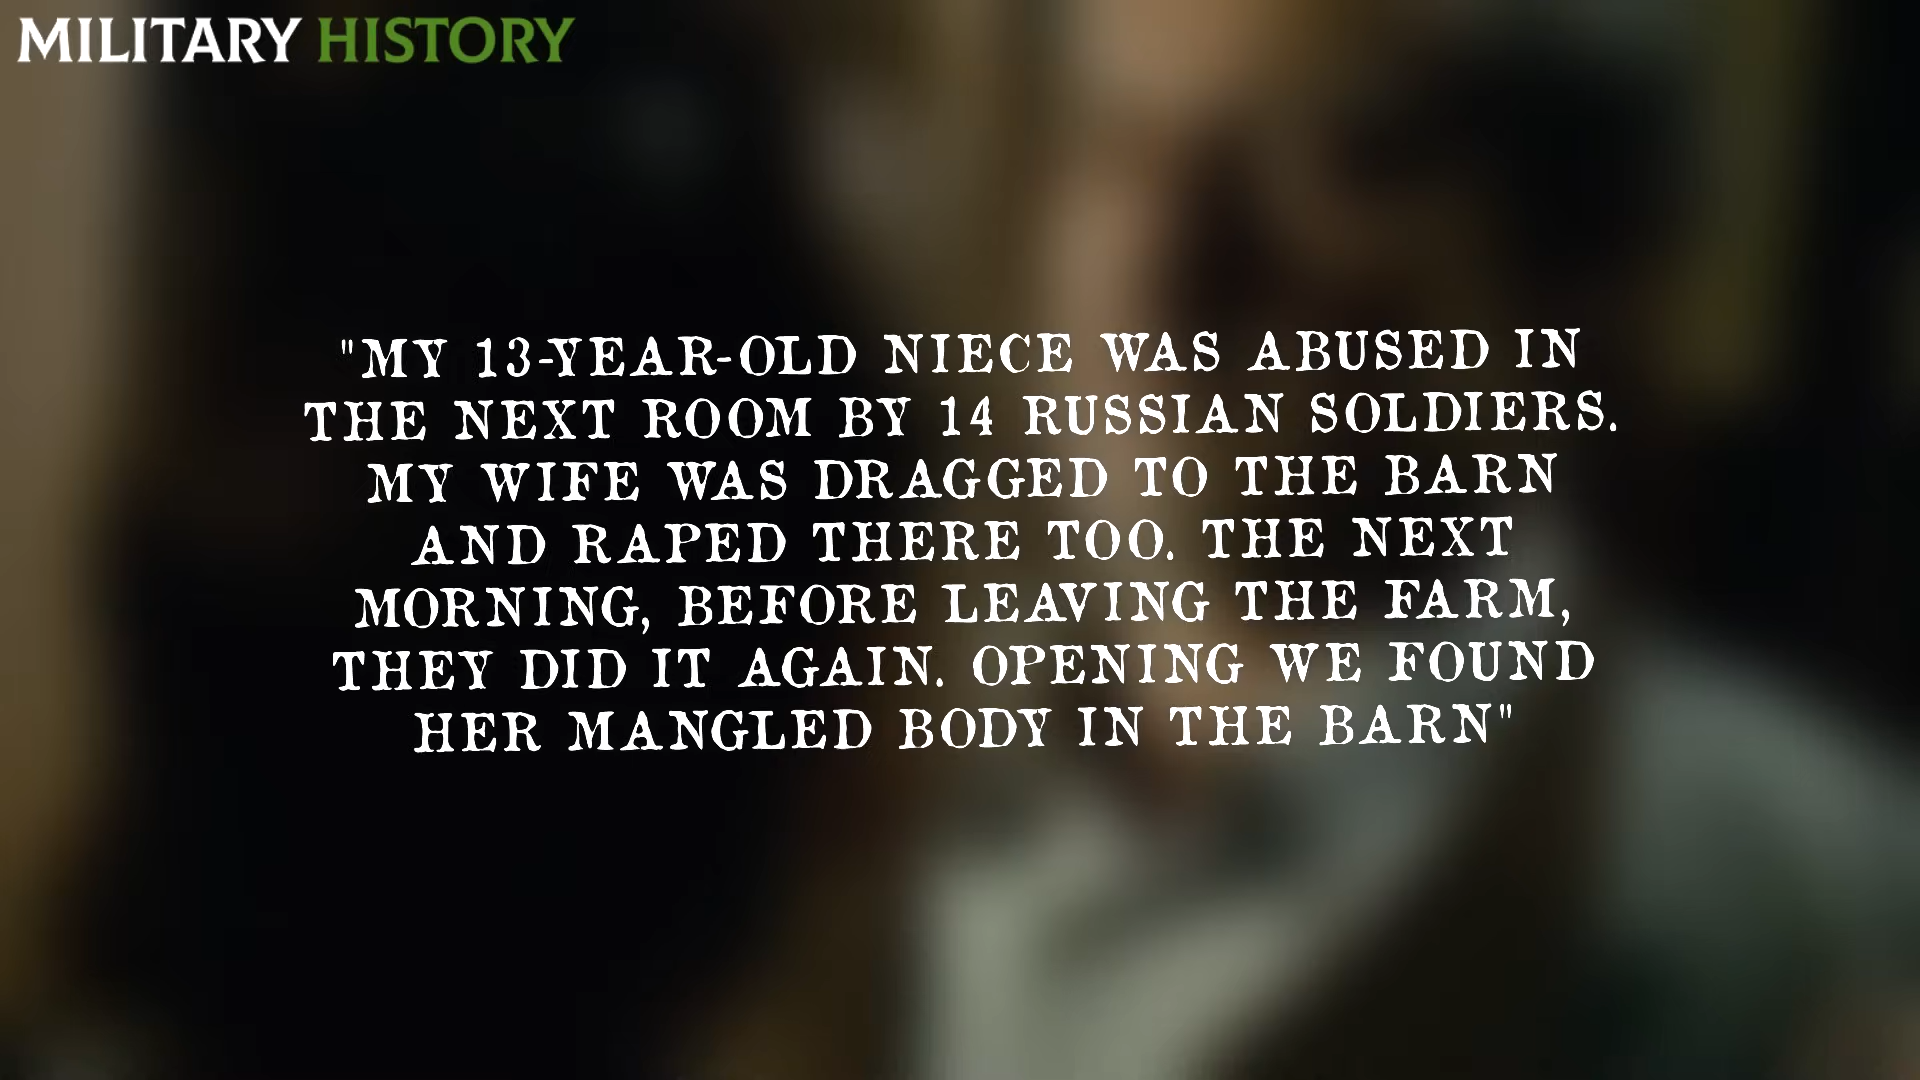 MILITARY HISTORY
"MY 13-YEAR-OLD NIECE WAS ABUSED IN
THE NEXT ROOM BY 14 RUSSIAN SOLDIERS.
MY WIFE WAS DRAGGED TO THE BARN
AND RAPED THERE TOO. THE NEXT
MORNING, BEFORE LEAVING THE FARM,
THEY DID IT AGAIN. OPENING WE FOUND
HER MANGLED BODY IN THE BARN"